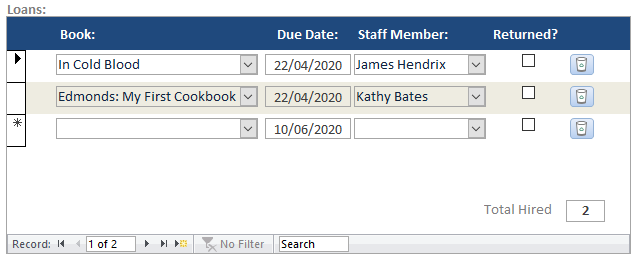 Loans:
Book: Due Date: Staff Member: Returned?
In Cold Blood 22/04/2020 James Hendrix
Edmonds: My First Cookbook 22/04/2020 Kathy Bates
* 10/06/2020
Total Hired 2
Record: 1 of 2 No Filter Search